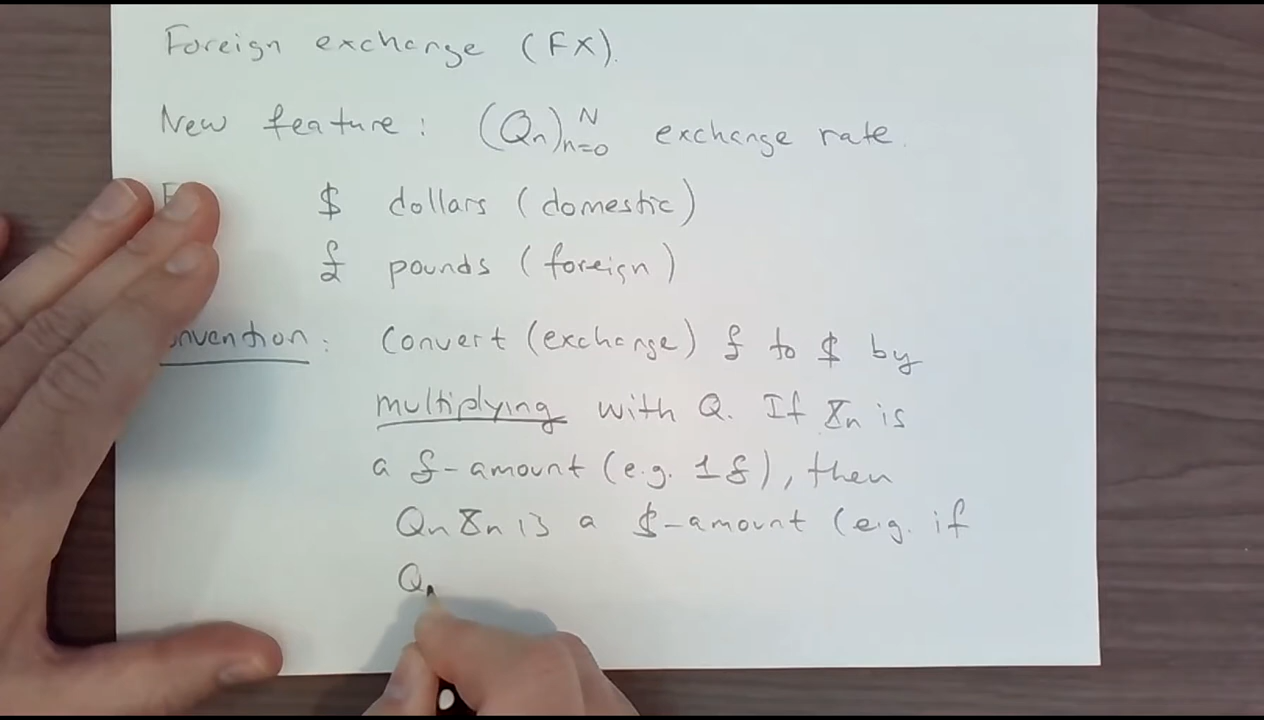 Foreign exchange (FX).
New feature: (Qn)n=0^N exchange rate.
$ dollars (domestic)
£ pounds (foreign)
Convert (exchange) £ to $ by
multiplying with Q. If Xn is
a £-amount (e.g. 1£), then
QnXn is a $-amount (e.g. if
Q